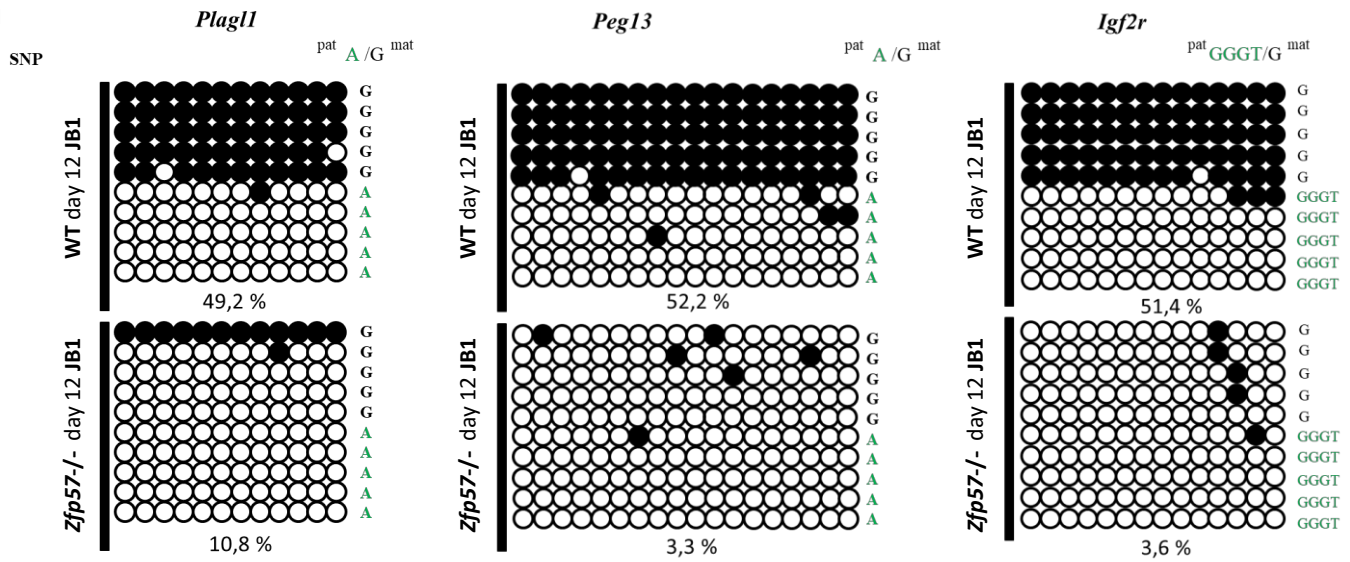 Plagl1 Peg13 Igf2r
SNP pat A /G mat pat A /G mat pat GGGT/G mat
WT day 12 JB1
G
G
G
G
G
A
A
A
A
A
49,2 %
WT day 12 JB1
G
G
G
G
G
A
A
A
A
A
52,2 %
WT day 12 JB1
G
G
G
G
G
GGGT
GGGT
GGGT
GGGT
GGGT
51,4 %
Zfp57-/- day 12 JB1
G
G
G
G
G
A
A
A
A
A
10,8 %
Zfp57-/- day 12 JB1
G
G
G
G
G
A
A
A
A
A
3,3 %
Zfp57-/- day 12 JB1
G
G
G
G
G
GGGT
GGGT
GGGT
GGGT
GGGT
3,6 %